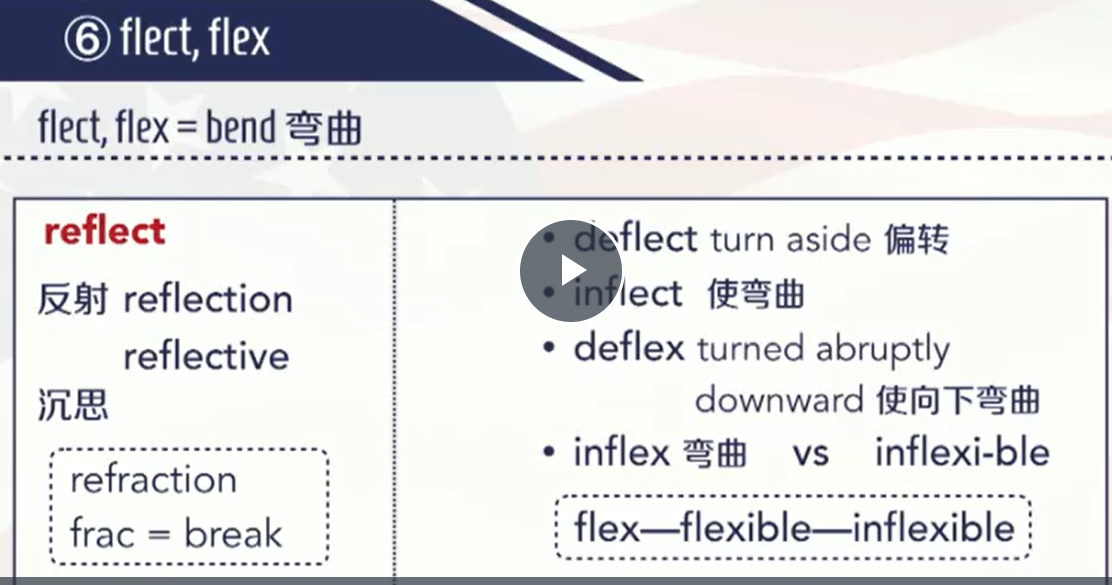 ⑥ flect, flex
flect, flex = bend 弯曲
reflect
反射 reflection
reflective
沉思
refraction
frac = break
• deflect turn aside 偏转
• inflect 使弯曲
• deflex turned abruptly
downward 使向下弯曲
• inflex 弯曲 vs inflexi-ble
flex—flexible—inflexible